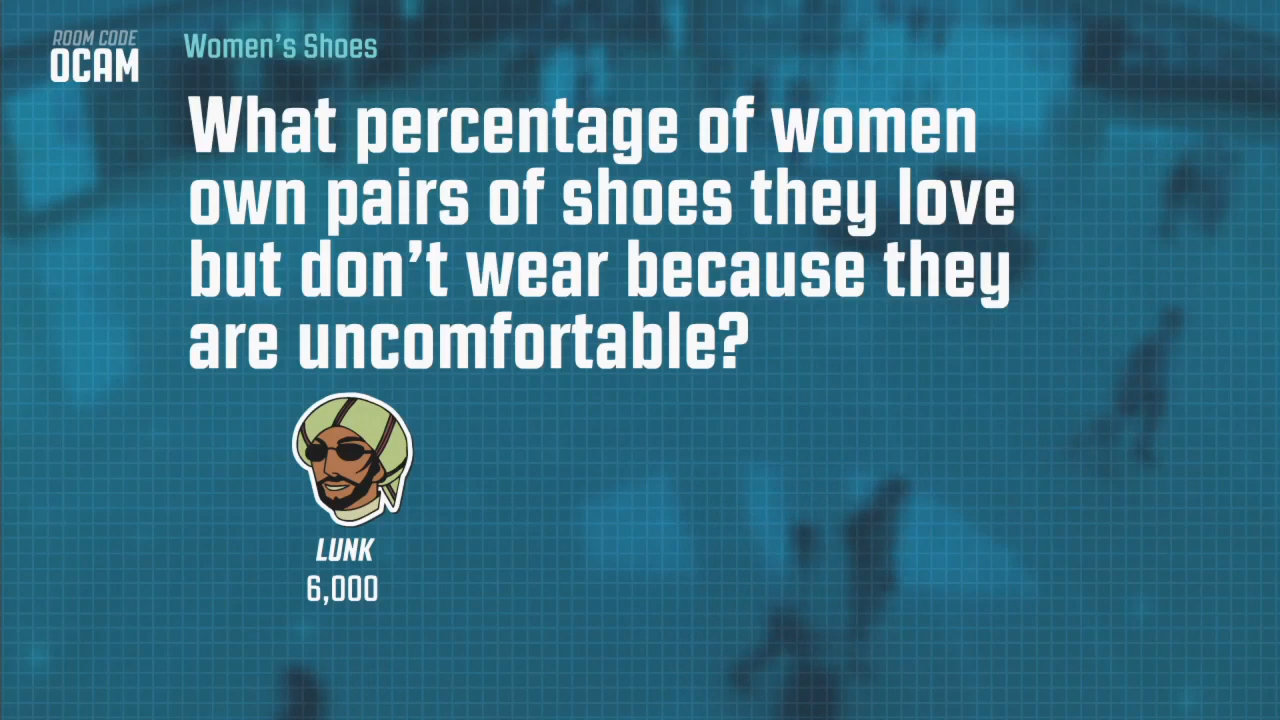 ROOM CODE
OCAM
Women's Shoes
What percentage of women
own pairs of shoes they love
but don't wear because they
are uncomfortable?
LUNK
6,000